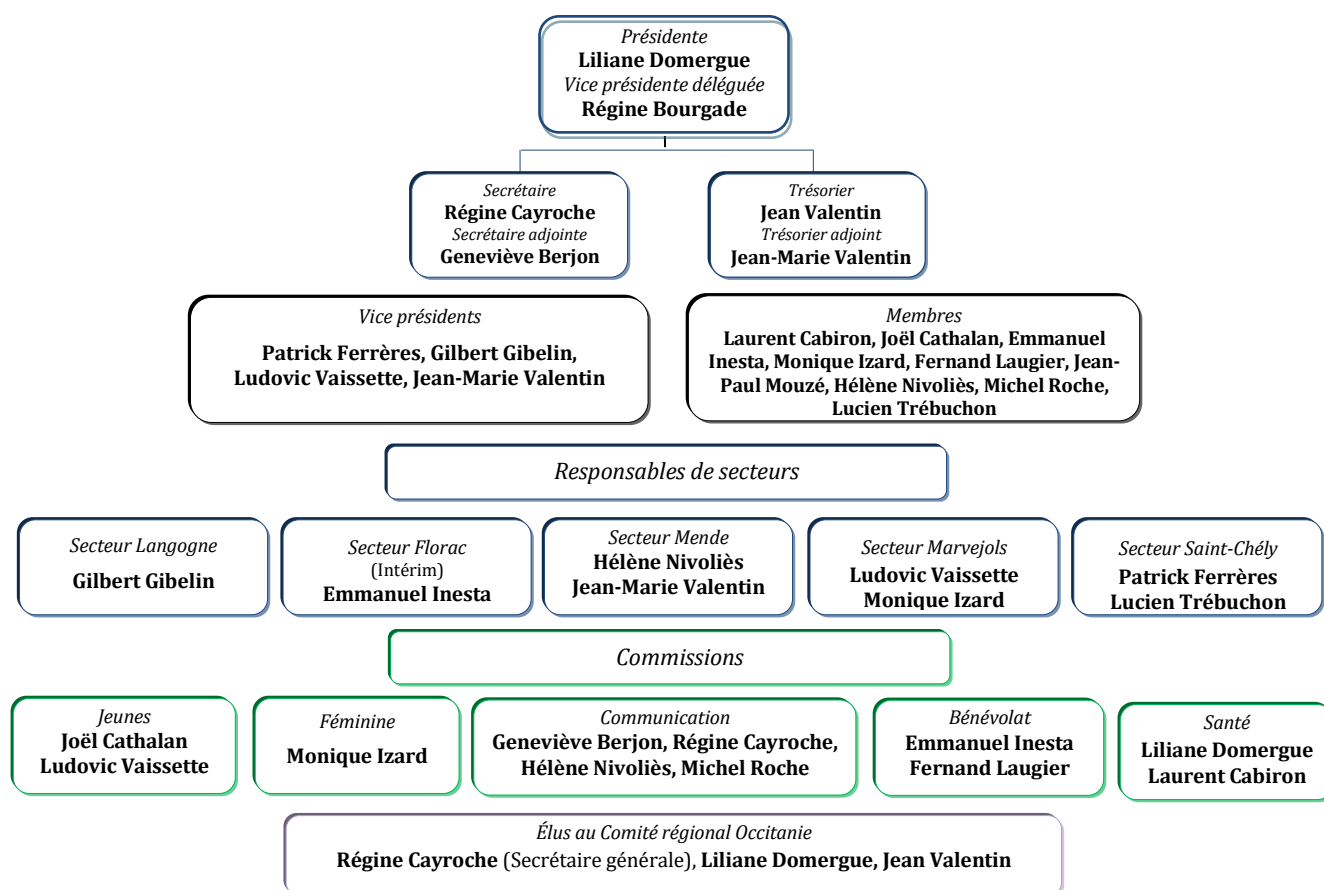 Présidente
Liliane Domergue
Vice présidente déléguée
Régine Bourgade
Secrétaire
Régine Cayroche
Secrétaire adjointe
Geneviève Berjon
Trésorier
Jean Valentin
Trésorier adjoint
Jean-Marie Valentin
Vice présidents
Patrick Ferrères, Gilbert Gibelin,
Ludovic Vaissette, Jean-Marie Valentin
Membres
Laurent Cabiron, Joël Cathalan, Emmanuel
Inesta, Monique Izard, Fernand Laugier, Jean-
Paul Mouzé, Hélène Nivoliès, Michel Roche,
Lucien Trébuchon
Responsables de secteurs
Secteur Langogne
Gilbert Gibelin
Secteur Florac
(Intérim)
Emmanuel Inesta
Secteur Mende
Hélène Nivoliès
Jean-Marie Valentin
Secteur Marvejols
Ludovic Vaissette
Monique Izard
Secteur Saint-Chély
Patrick Ferrères
Lucien Trébuchon
Commissions
Jeunes
Joël Cathalan
Ludovic Vaissette
Féminine
Monique Izard
Communication
Geneviève Berjon, Régine Cayroche,
Hélène Nivoliès, Michel Roche
Bénévolat
Emmanuel Inesta
Fernand Laugier
Santé
Liliane Domergue
Laurent Cabiron
Élus au Comité régional Occitanie
Régine Cayroche (Secrétaire générale), Liliane Domergue, Jean Valentin